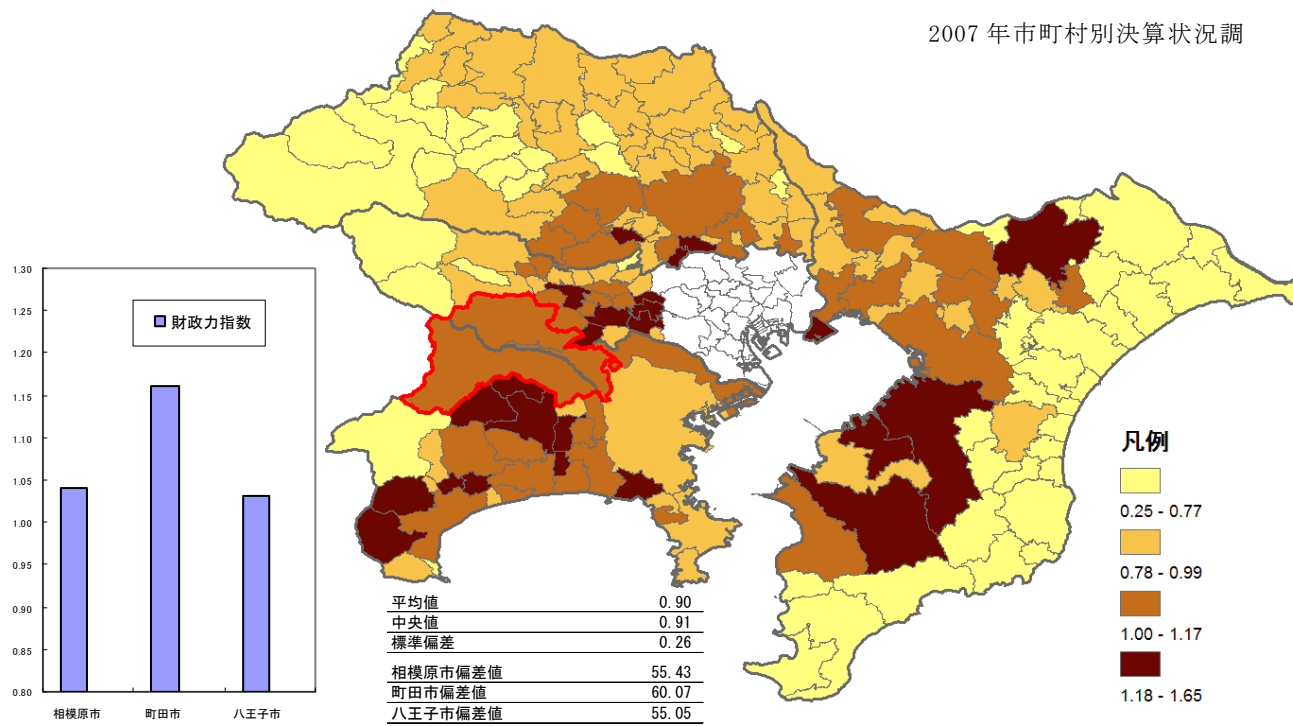 2007 年市町村別決算状況調
1.30
1.25
1.20
1.15
1.10
1.05
1.00
0.95
0.90
0.85
0.80
財政力指数
相模原市 町田市 八王子市
平均値 0.90
中央値 0.91
標準偏差 0.26
相模原市偏差値 55.43
町田市偏差値 60.07
八王子市偏差値 55.05
凡例
0.25 - 0.77
0.78 - 0.99
1.00 - 1.17
1.18 - 1.65